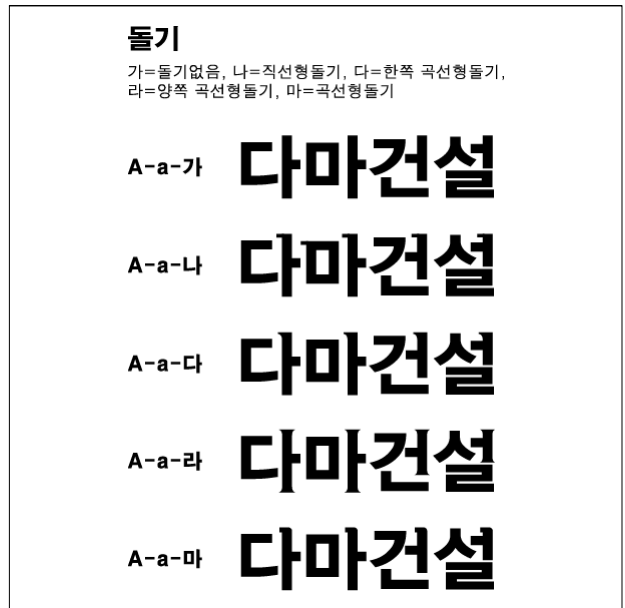 돌기
가=돌기없음, 나=직선형돌기, 다=한쪽 곡선형돌기,
라=양쪽 곡선형돌기, 마=곡선형돌기
A-a-가 다마건설
A-a-나 다마건설
A-a-다 다마건설
A-a-라 다마건설
A-a-마 다마건설